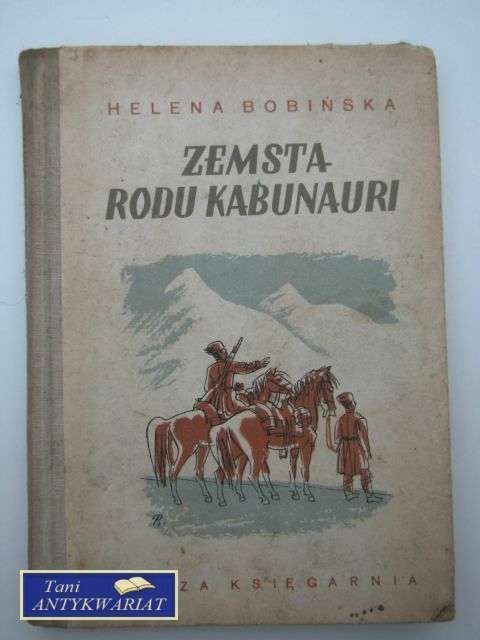 HELENA BOBIŃSKA
ZEMSTA
RODU KABUNAURI
ZA KSIĘGARNIA
Tani
ANTYKWARIAT